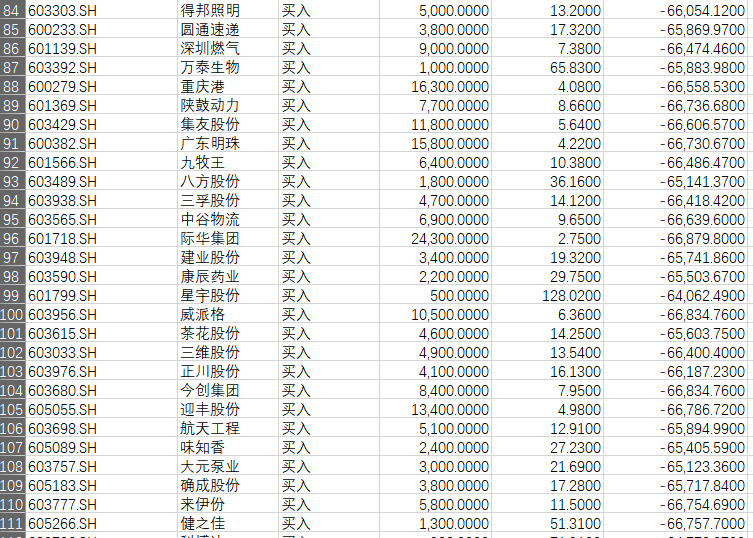 84 603303.SH 得邦照明 买入 5,000.0000 13.2000 -66,054.1200
85 600233.SH 圆通速递 买入 3,800.0000 17.3200 -65,869.9700
86 601139.SH 深圳燃气 买入 9,000.0000 7.3800 -66,474.4600
87 603392.SH 万泰生物 买入 1,000.0000 65.8300 -65,883.9800
88 600279.SH 重庆港 买入 16,300.0000 4.0800 -66,558.5300
89 601369.SH 陕鼓动力 买入 7,700.0000 8.6600 -66,736.6800
90 603429.SH 集友股份 买入 11,800.0000 5.6400 -66,606.5700
91 600382.SH 广东明珠 买入 15,800.0000 4.2200 -66,730.6700
92 601566.SH 九牧王 买入 6,400.0000 10.3800 -66,486.4700
93 603489.SH 八方股份 买入 1,800.0000 36.1600 -65,141.3700
94 603938.SH 三孚股份 买入 4,700.0000 14.1200 -66,418.4200
95 603565.SH 中谷物流 买入 6,900.0000 9.6500 -66,639.6000
96 601718.SH 际华集团 买入 24,300.0000 2.7500 -66,879.8000
97 603948.SH 建业股份 买入 3,400.0000 19.3200 -65,741.8600
98 603590.SH 康辰药业 买入 2,200.0000 29.7500 -65,503.6700
99 601799.SH 星宇股份 买入 500.0000 128.0200 -64,062.4900
100 603956.SH 威派格 买入 10,500.0000 6.3600 -66,834.7600
101 603615.SH 茶花股份 买入 4,600.0000 14.2500 -65,603.7500
102 603033.SH 三维股份 买入 4,900.0000 13.5400 -66,400.4000
103 603976.SH 正川股份 买入 4,100.0000 16.1300 -66,187.2300
104 603680.SH 今创集团 买入 8,400.0000 7.9500 -66,834.7600
105 605055.SH 迎丰股份 买入 13,400.0000 4.9800 -66,786.7200
106 603698.SH 航天工程 买入 5,100.0000 12.9100 -65,894.9900
107 605089.SH 味知香 买入 2,400.0000 27.2300 -65,405.5900
108 603757.SH 大元泵业 买入 3,000.0000 21.6900 -65,123.3600
109 605183.SH 确成股份 买入 3,800.0000 17.2800 -65,717.8400
110 603777.SH 来伊份 买入 5,800.0000 11.5000 -66,754.6900
111 605266.SH 健之佳 买入 1,300.0000 51.3100 -66,757.7000